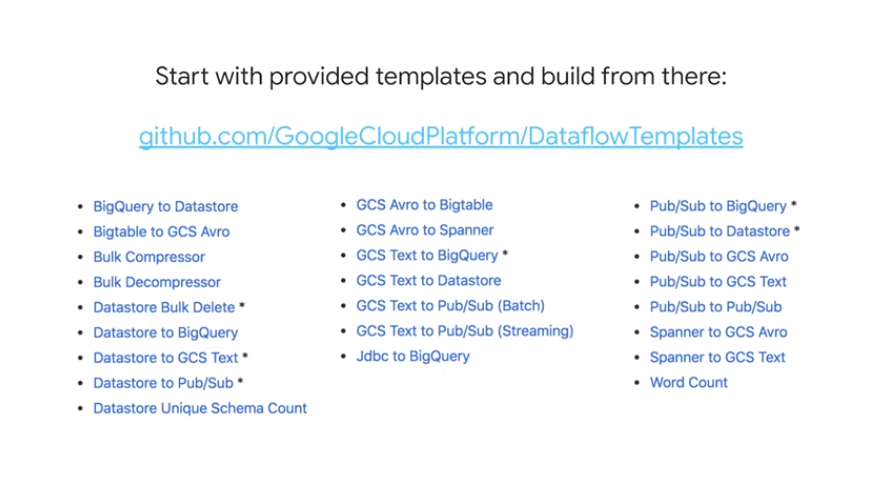 Start with provided templates and build from there:
github.com/GoogleCloudPlatform/DataflowTemplates
• BigQuery to Datastore
• Bigtable to GCS Avro
• Bulk Compressor
• Bulk Decompressor
• Datastore Bulk Delete *
• Datastore to BigQuery
• Datastore to GCS Text *
• Datastore to Pub/Sub *
• Datastore Unique Schema Count
• GCS Avro to Bigtable
• GCS Avro to Spanner
• GCS Text to BigQuery *
• GCS Text to Datastore
• GCS Text to Pub/Sub (Batch)
• GCS Text to Pub/Sub (Streaming)
• Jdbc to BigQuery
• Pub/Sub to BigQuery *
• Pub/Sub to Datastore *
• Pub/Sub to GCS Avro
• Pub/Sub to GCS Text
• Pub/Sub to Pub/Sub
• Spanner to GCS Avro
• Spanner to GCS Text
• Word Count